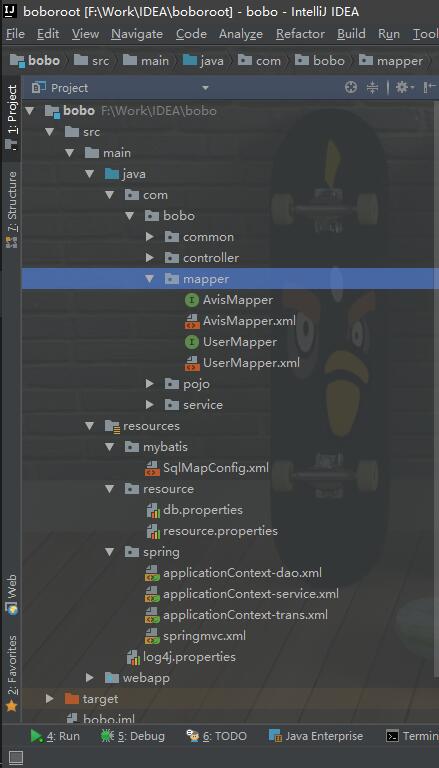 boboroot [F:\Work\IDEA\boboroot] - bobo - IntelliJ IDEA
File Edit View Navigate Code Analyze Refactor Build Run Tool
bobo src main java com bobo mapper
1: Project
Project
bobo F:\Work\IDEA\bobo
src
main
java
com
bobo
common
controller
mapper
AvisMapper
AvisMapper.xml
UserMapper
UserMapper.xml
pojo
service
resources
mybatis
SqlMapConfig.xml
resource
db.properties
resource.properties
spring
applicationContext-dao.xml
applicationContext-service.xml
applicationContext-trans.xml
springmvc.xml
log4j.properties
webapp
target
bobo.iml
7: Structure
Web
2: Favorites
4: Run 5: Debug 6: TODO Java Enterprise Termin